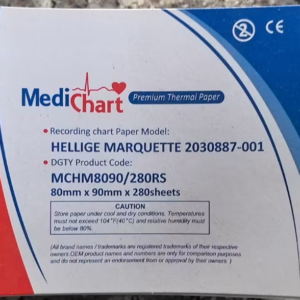 MediChart Premium Thermal Paper
• Recording chart Paper Model:
HELLIGE MARQUETTE 2030887-001
• DGTY Product Code:
MCHM8090/280RS
80mm x 90mm x 280sheets
CAUTION
Store paper under cool and dry conditions. Temperatures
must not exceed 104°F(40°C) and relative humidity must
be below 80%.
(All brand names / trademarks are registered trademarks of their respective
owners.OEM product names and numbers are only for comparison purposes
and do not represent an endorsement from or approval by their owners.)
2
CE